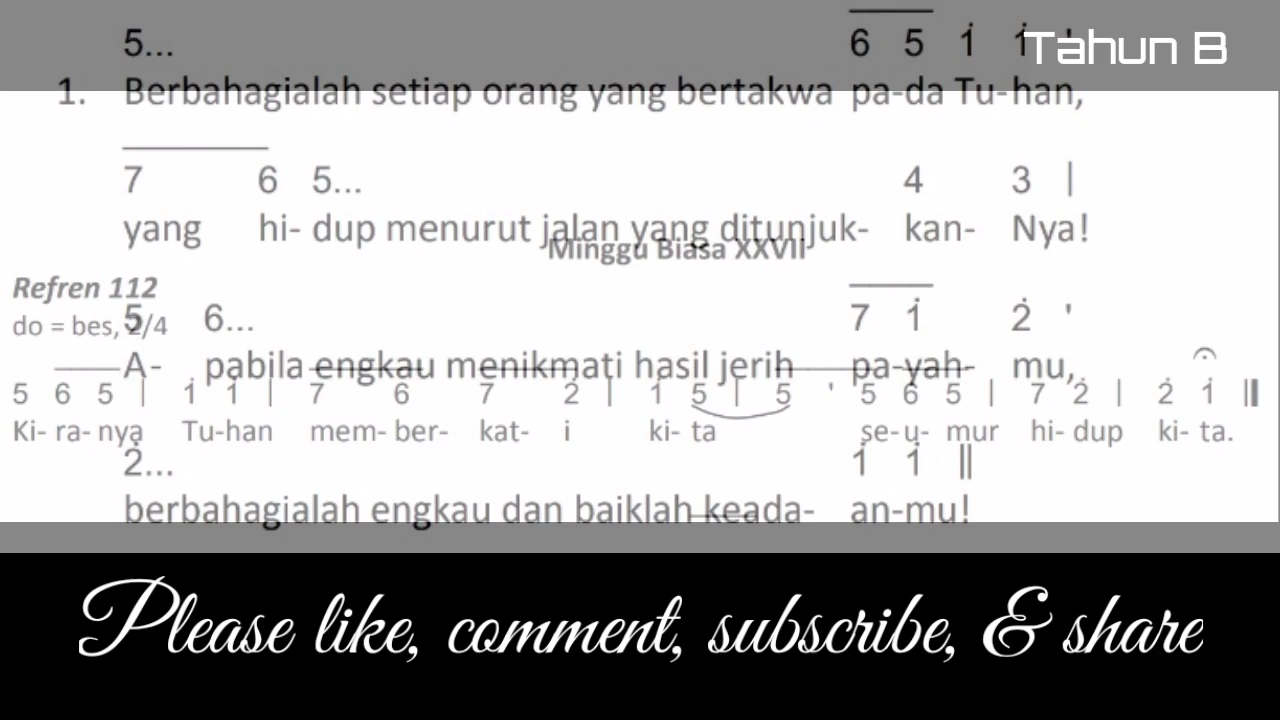 Tahun B
5... 6 5 1̇ 1̇ '
1. Berbahagialah setiap orang yang bertakwa pa-da Tu-han,
7 6 5... 4 3 |
yang hi- dup menurut jalan yang ditunjuk- kan- Nya!
Minggu Biasa XXVII
Refren 112
do = bes, 2/4
5 6... 7 1̇ 2̇ '
A- pabila engkau menikmati hasil jerih pa-yah- mu,
5 6 5 | 1̇ 1̇ | 7 6 7 2̇ | 1̇ 5 | 5 ' 5 6 5 | 7 2̇ | 2̇ 1̇ ||
Ki- ra- nya Tu-han mem- ber- kat- i ki- ta se- u- mur hi- dup ki- ta.
2̇... 1̇ 1̇ ||
berbahagialah engkau dan baiklah keada- an-mu!
Please like, comment, subscribe, & share